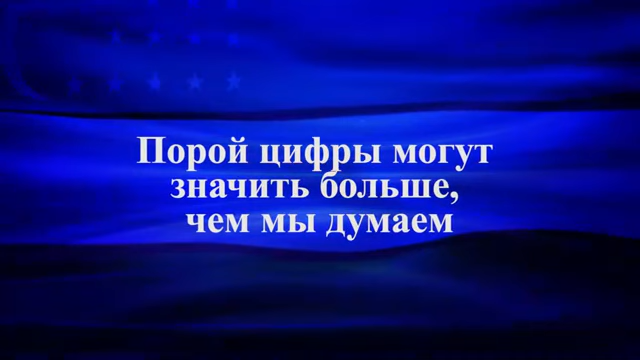 Порой цифры могут
значить больше,
чем мы думаем